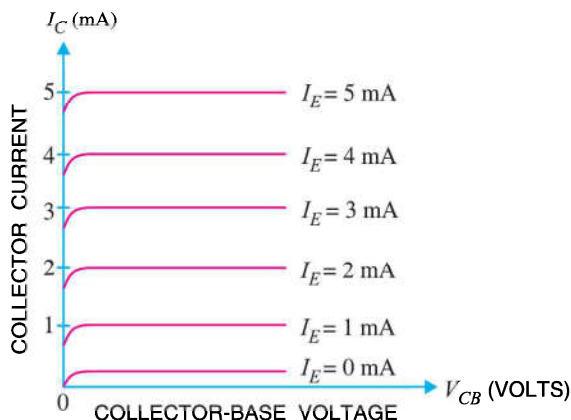 I_C (mA)
COLLECTOR CURRENT
5
I_E = 5 mA
4
I_E = 4 mA
3
I_E = 3 mA
2
I_E = 2 mA
1
I_E = 1 mA
I_E = 0 mA
0
COLLECTOR-BASE VOLTAGE
V_CB (VOLTS)